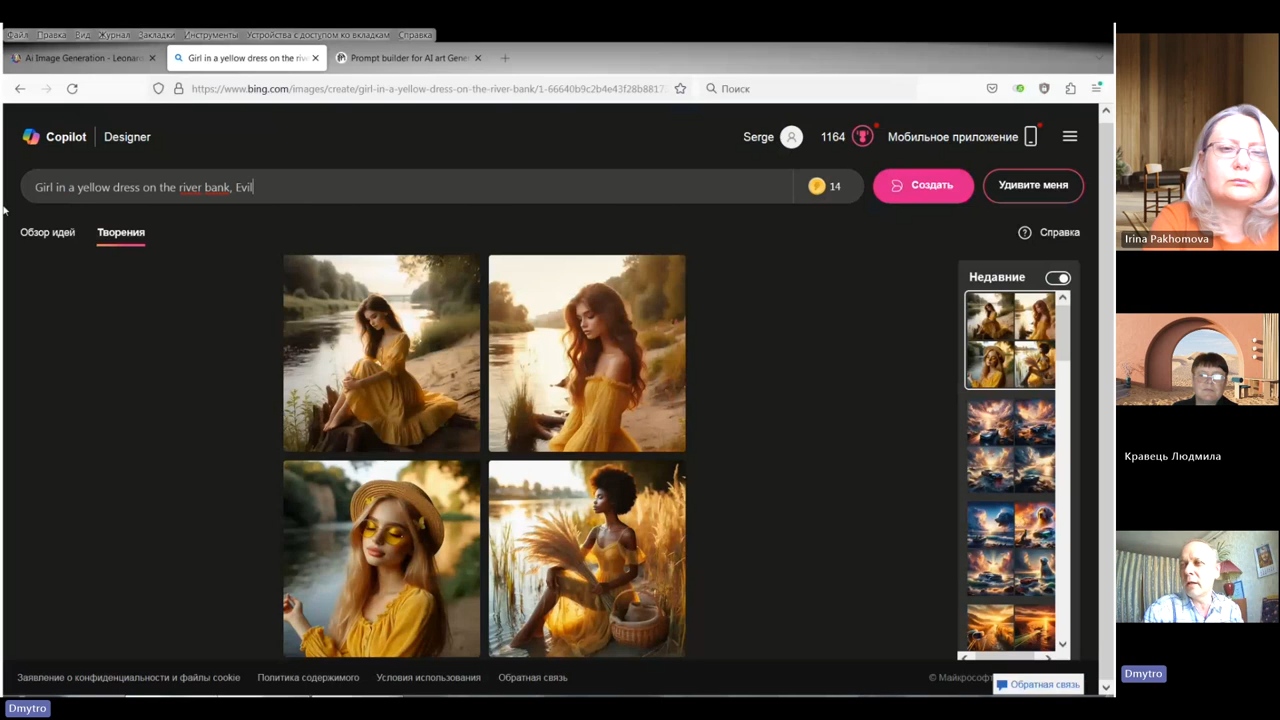 Файл Правка Вид Журнал Закладки Инструменты Устройства с доступом ко вкладкам Справка
Ai Image Generation - Leonar
Girl in a yellow dress on the rive
Prompt builder for AI art Gene
https://www.bing.com/images/create/girl-in-a-yellow-dress-on-the-river-bank/1-66640b9c2b4e43f28b8817
Поиск
Copilot Designer
Serge
1164
Мобильное приложение
Girl in a yellow dress on the river bank, Evil
14
Создать
Удивите меня
Обзор идей
Творения
Справка
Недавние
Заявление о конфиденциальности и файлы cookie
Политика содержимого
Условия использования
Обратная связь
© Майкрософт
Обратная связь
Dmytro
Irina Pakhomova
Кравець Людмила
Dmytro